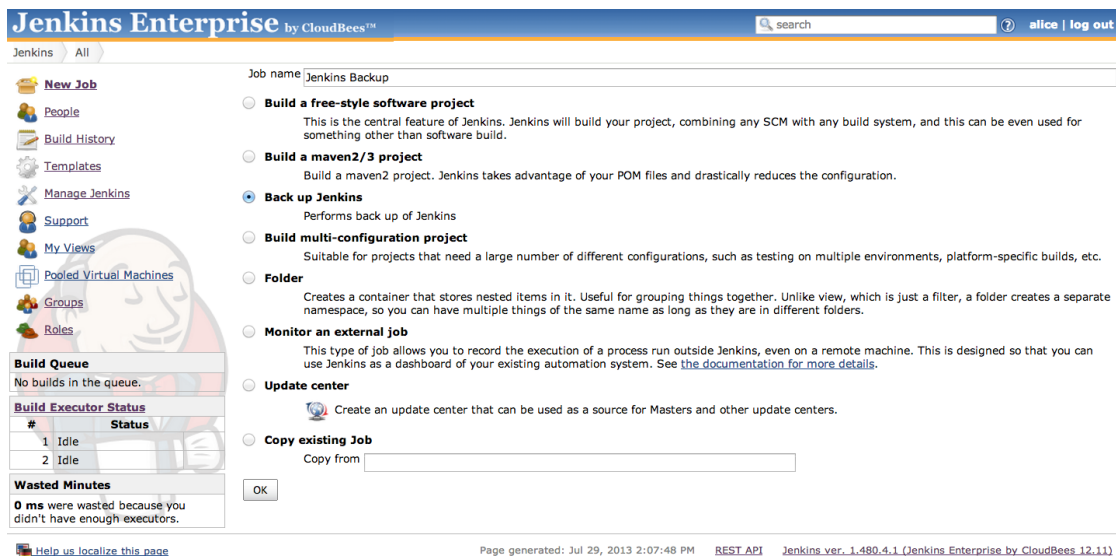 Jenkins Enterprise by CloudBees™
search
alice | log out
Jenkins
All
New Job
People
Build History
Templates
Manage Jenkins
Support
My Views
Pooled Virtual Machines
Groups
Roles
Build Queue
No builds in the queue.
Build Executor Status
# Status
1 Idle
2 Idle
Wasted Minutes
0 ms were wasted because you
didn't have enough executors.
Job name Jenkins Backup
Build a free-style software project
This is the central feature of Jenkins. Jenkins will build your project, combining any SCM with any build system, and this can be even used for
something other than software build.
Build a maven2/3 project
Build a maven2 project. Jenkins takes advantage of your POM files and drastically reduces the configuration.
Back up Jenkins
Performs back up of Jenkins
Build multi-configuration project
Suitable for projects that need a large number of different configurations, such as testing on multiple environments, platform-specific builds, etc.
Folder
Creates a container that stores nested items in it. Useful for grouping things together. Unlike view, which is just a filter, a folder creates a separate
namespace, so you can have multiple things of the same name as long as they are in different folders.
Monitor an external job
This type of job allows you to record the execution of a process run outside Jenkins, even on a remote machine. This is designed so that you can
use Jenkins as a dashboard of your existing automation system. See the documentation for more details.
Update center
Create an update center that can be used as a source for Masters and other update centers.
Copy existing Job
Copy from
OK
Help us localize this page
Page generated: Jul 29, 2013 2:07:48 PM
REST API
Jenkins ver. 1.480.4.1 (Jenkins Enterprise by CloudBees 12.11)